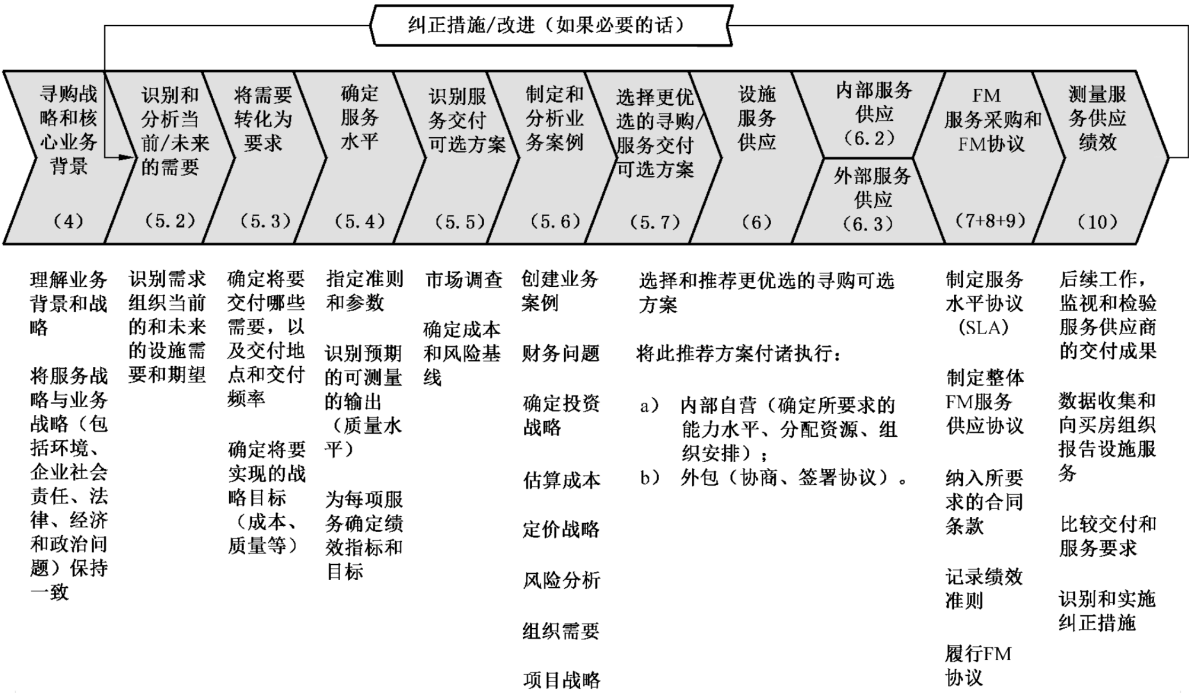 纠正措施/改进（如果必要的话）
寻购战
略和核
心业务
背景
（4）
识别和
分析当
前/未来
的需要
（5.2）
将需要
转化为
要求
（5.3）
确定
服务
水平
（5.4）
识别服
务交付
可选方案
（5.5）
制定和
分析业
务案例
（5.6）
选择更优
选的寻购/
服务交付
可选方案
（5.7）
设施
服务
供应
（6）
内部服务
供应
（6.2）
外部服务
供应
（6.3）
FM
服务采购和
FM协议
（7+8+9）
测量服
务供应
绩效
（10）
理解业务
背景和战
略
将服务战
略与业务
战略（包
括环境、
企业社会
责任、法
律、经济
和政治问
题）保持
一致
识别需求
组织当前
的和未来
的设施需
要和期望
确定将要
交付哪些
需要，以
及交付地
点和交付
频率
确定将要
实现的战
略目标
（成本、
质量等）
指定准则
和参数
识别预期
的可测量
的输出
（质量水
平）
为每项服
务确定绩
效指标和
目标
市场调查
确定成本
和风险基
线
创建业务
案例
财务问题
确定投资
战略
估算成本
定价战略
风险分析
组织需要
项目战略
选择和推荐更优选的寻购可选
方案
将此推荐方案付诸执行：
a） 内部自营（确定所要求的
能力水平、分配资源、组
织安排）；
b） 外包（协商、签署协议）。
制定服务
水平协议
（SLA）
制定整体
FM服务
供应协议
纳入所要
求的合同
条款
记录绩效
准则
履行FM
协议
后续工作，
监视和检验
服务供应商
的交付成果
数据收集和
向买房组织
报告设施服
务
比较交付和
服务要求
识别和实施
纠正措施